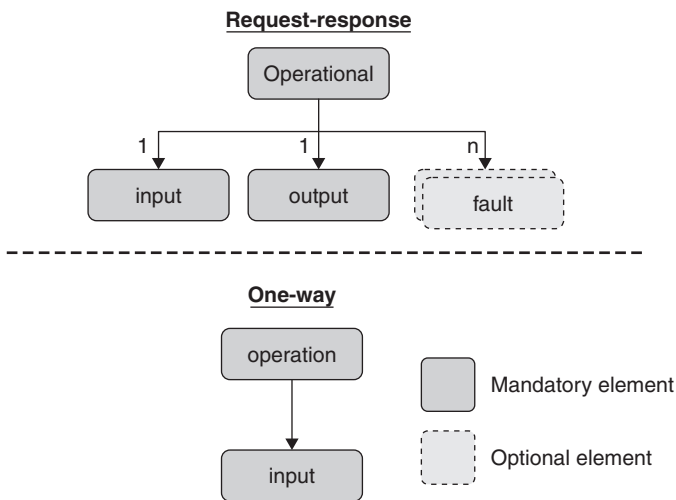 Request-response
Operational
1
1
n
input
output
fault
One-way
operation
Mandatory element
Optional element
input